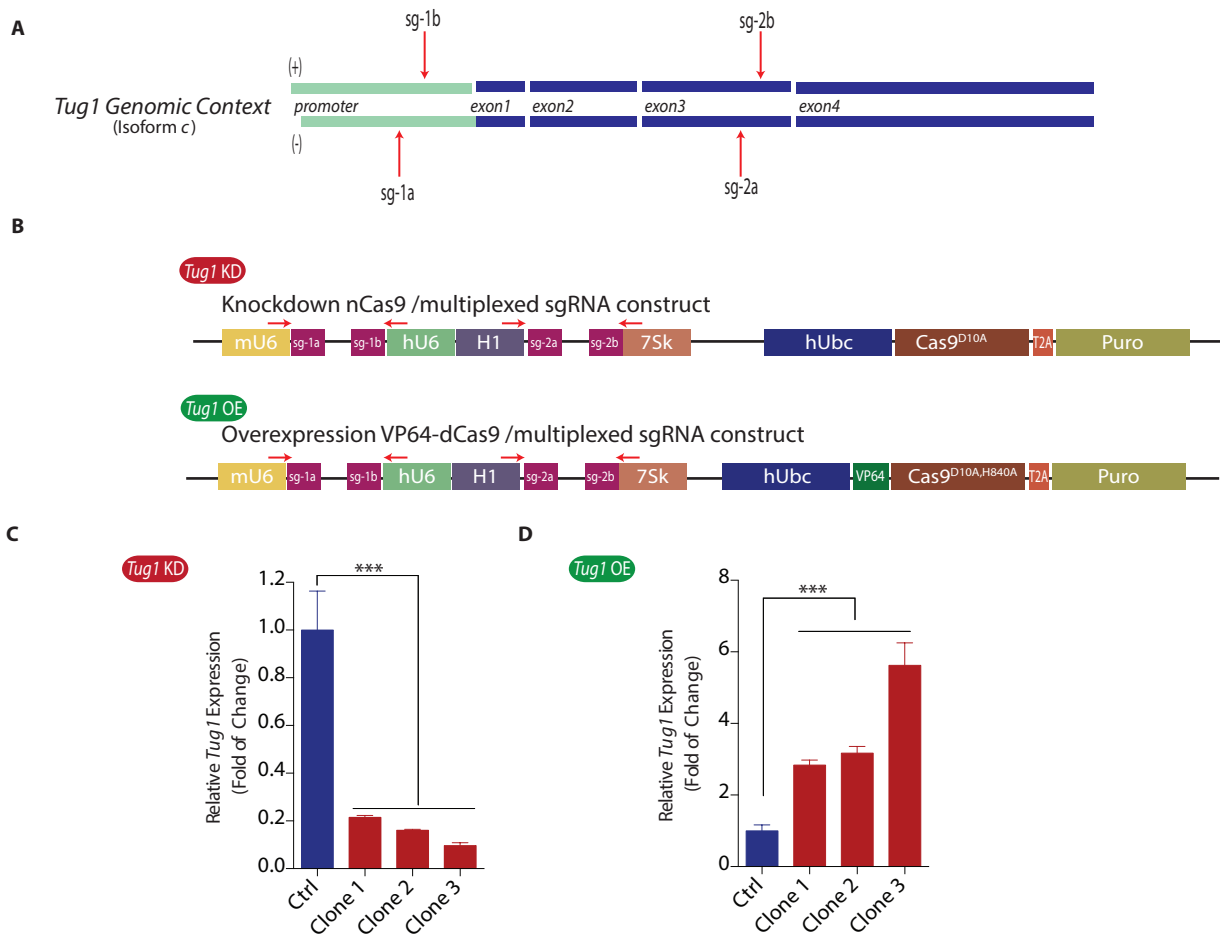 A
sg-1b
sg-2b
(+)
Tug1 Genomic Context
(Isoform c)
promoter
exon1
exon2
exon3
exon4
(-)
sg-1a
sg-2a
B
Tug1 KD
Knockdown nCas9 /multiplexed sgRNA construct
mU6 sg-1a sg-1b hU6 H1 sg-2a sg-2b 7Sk hUbc Cas9D10A T2A Puro
Tug1 OE
Overexpression VP64-dCas9 /multiplexed sgRNA construct
mU6 sg-1a sg-1b hU6 H1 sg-2a sg-2b 7Sk hUbc VP64 Cas9D10A,H840A T2A Puro
C
Tug1 KD
***
Relative Tug1 Expression
(Fold of Change)
1.2
1.0
0.8
0.6
0.4
0.2
0.0
Ctrl
Clone 1
Clone 2
Clone 3
D
Tug1 OE
***
Relative Tug1 Expression
(Fold of Change)
8
6
4
2
0
Ctrl
Clone 1
Clone 2
Clone 3